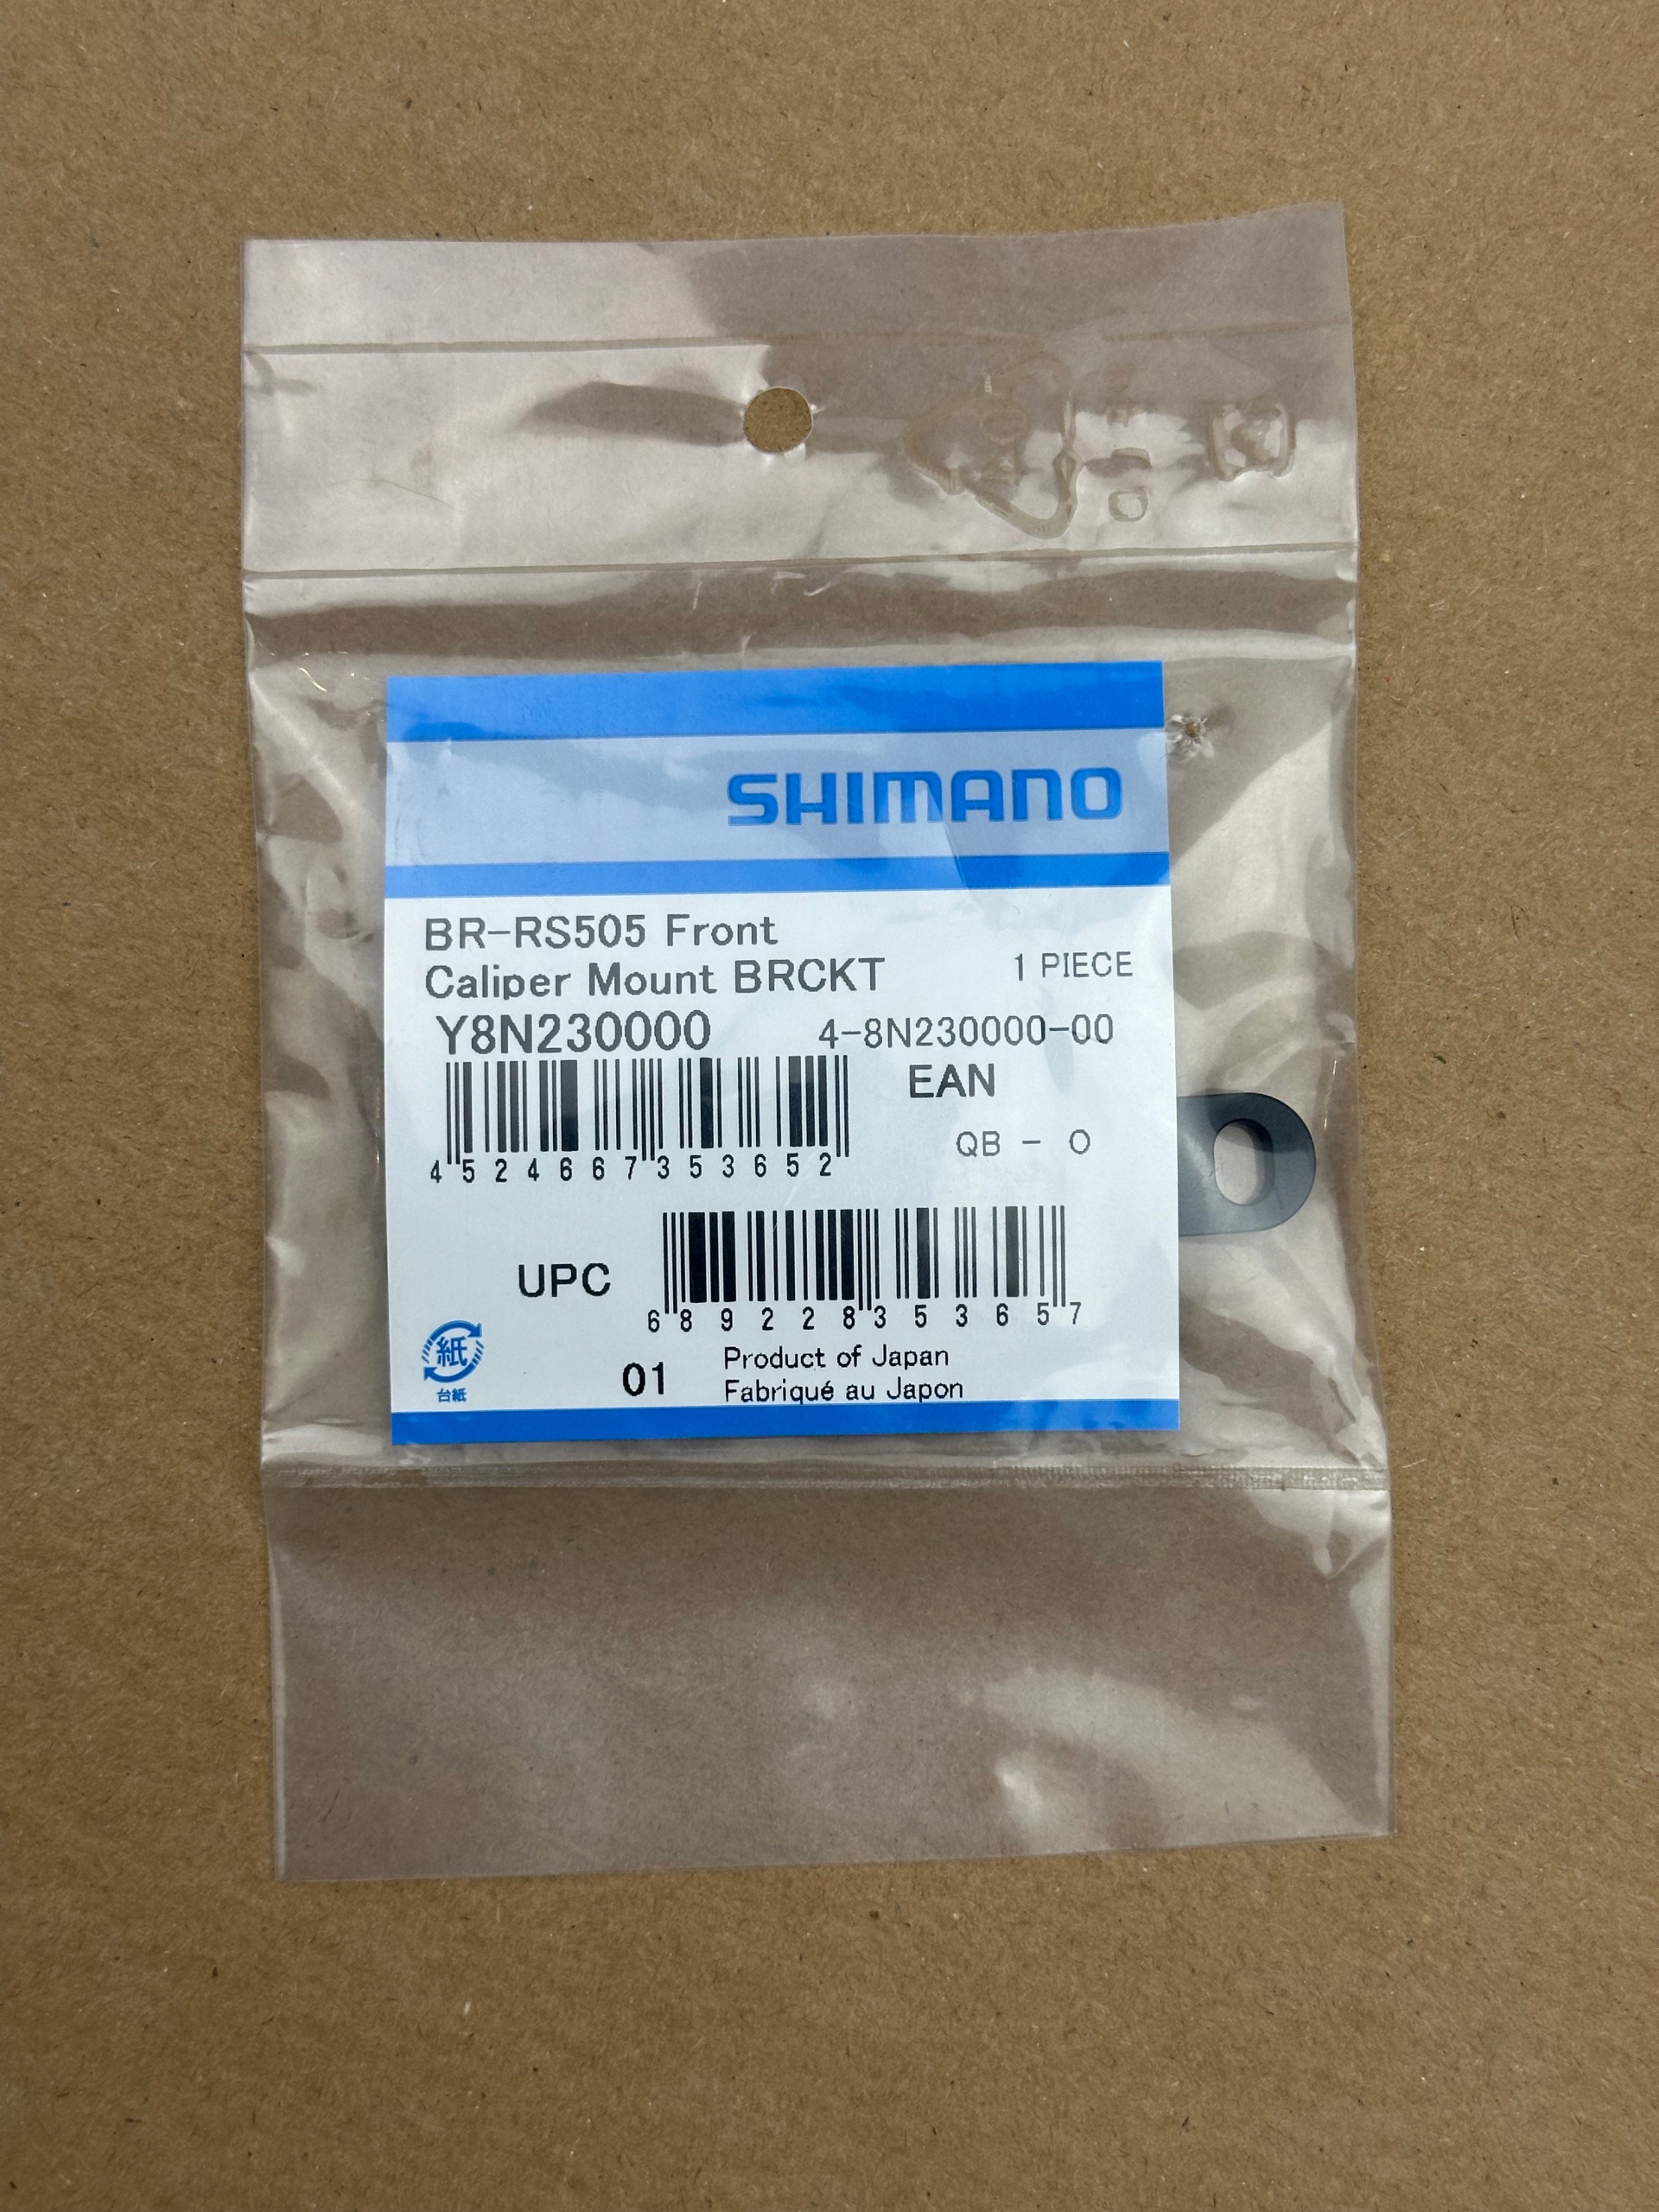 SHIMANO
BR-RS505 Front
Caliper Mount BRCKT 1 PIECE
Y8N230000 4-8N230000-00
EAN
QB - O
4524667353652
UPC
689228353657
紙
台紙
01 Product of Japan
Fabriqué au Japon